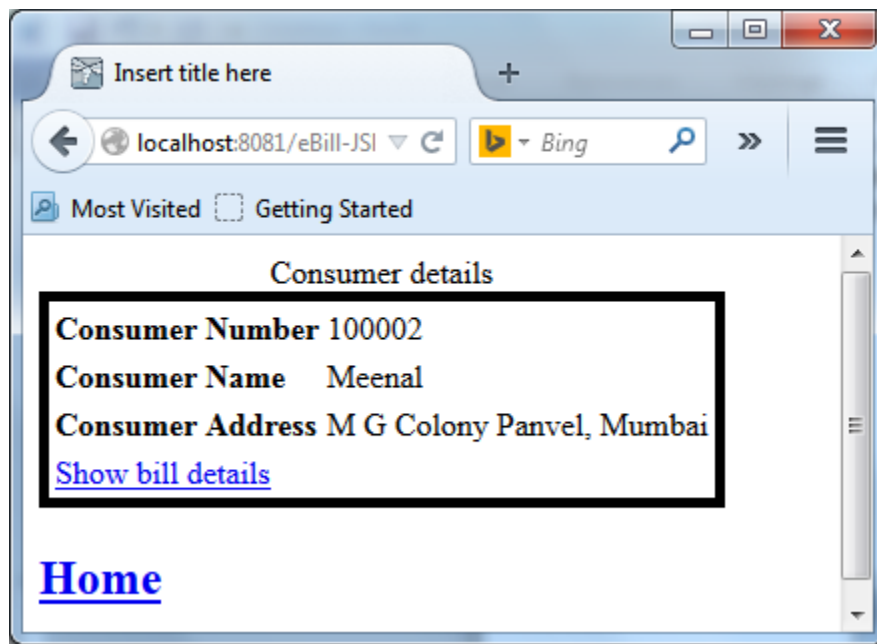 Insert title here
localhost:8081/eBill-JSI Bing
Most Visited Getting Started
Consumer details
Consumer Number 100002
Consumer Name Meenal
Consumer Address M G Colony Panvel, Mumbai
Show bill details
Home